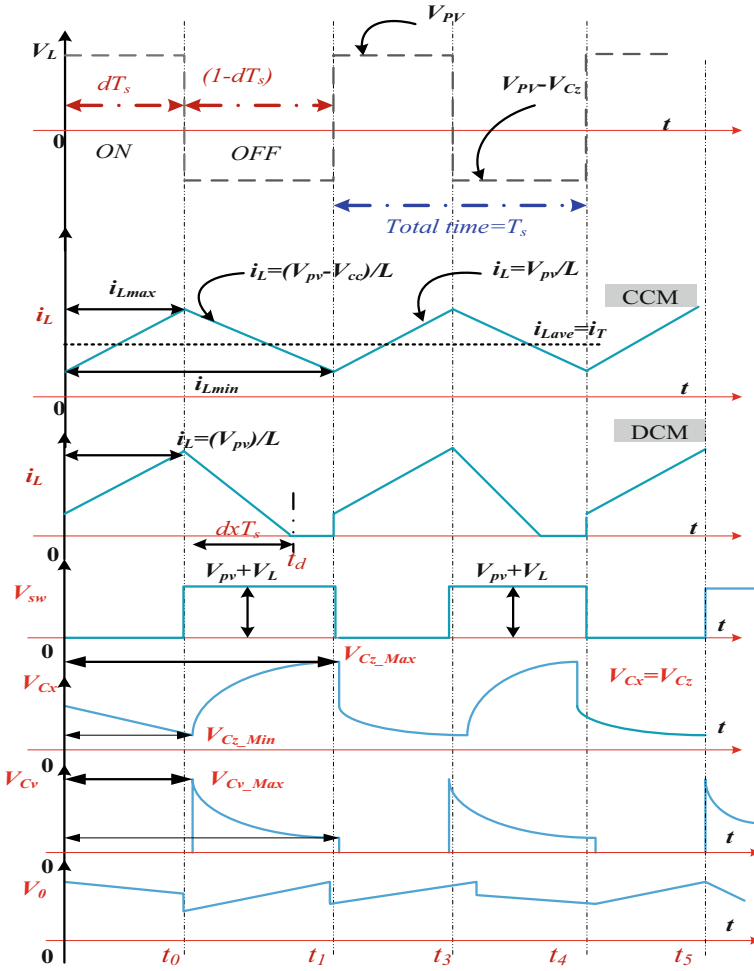 V_PV
V_L
dT_s
(1-dT_s)
V_PV-V_Cz
t
0
ON
OFF
Total time=T_s
i_L=(V_pv-V_cc)/L
i_L=V_pv/L
i_Lmax
CCM
i_L
i_Lave=i_T
i_Lmin
t
0
i_L=(V_pv)/L
DCM
i_L
dxT_s
t
0
t_d
V_pv+V_L
V_pv+V_L
V_sw
t
0
V_Cz_Max
V_Cx
V_Cx=V_Cz
V_Cz_Min
t
0
V_Cv
V_Cv_Max
t
0
V_0
t
0
t_0
t_1
t_3
t_4
t_5